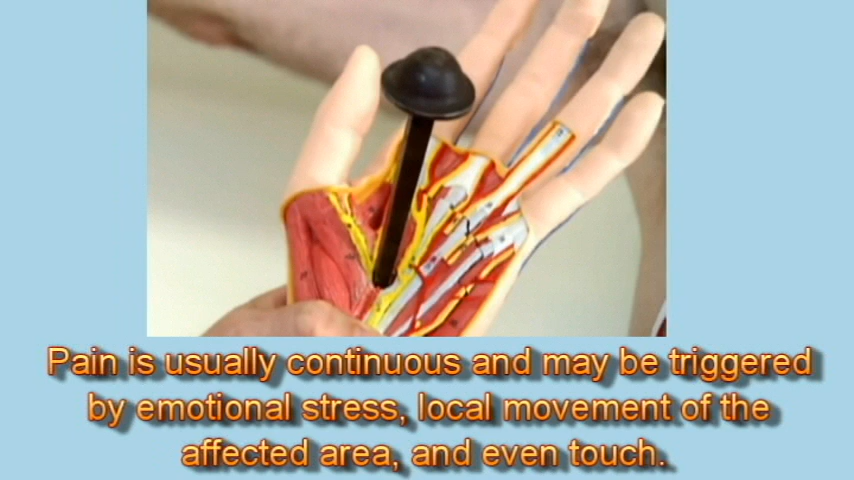 Pain is usually continuous and may be triggered
by emotional stress, local movement of the
affected area, and even touch.